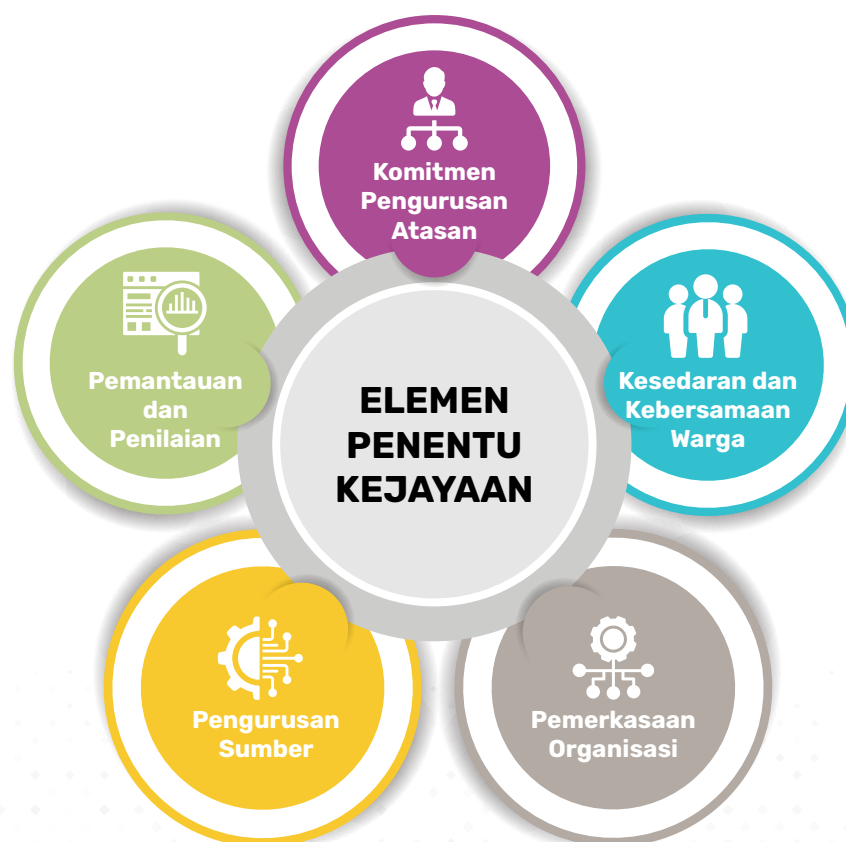 Komitmen
Pengurusan
Atasan
Kesedaran dan
Kebersamaan
Warga
Pemerkasaan
Organisasi
Pengurusan
Sumber
Pemantauan
dan
Penilaian
ELEMEN
PENENTU
KEJAYAAN